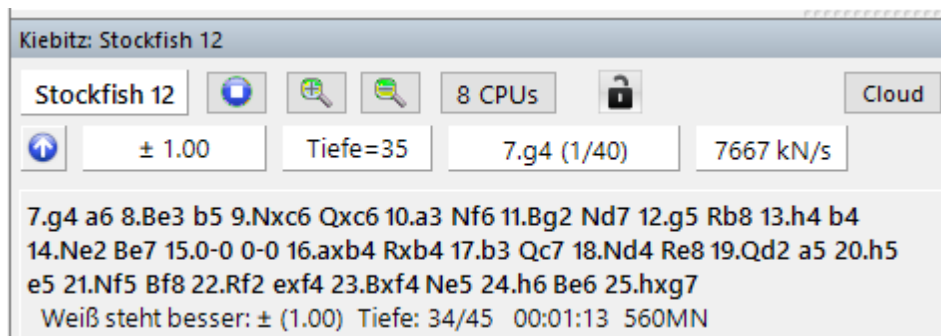 Kiebitz: Stockfish 12
Stockfish 12 8 CPUs Cloud
± 1.00 Tiefe=35 7.g4 (1/40) 7667 kN/s
7.g4 a6 8.Be3 b5 9.Nxc6 Qxc6 10.a3 Nf6 11.Bg2 Nd7 12.g5 Rb8 13.h4 b4
14.Ne2 Be7 15.0-0 0-0 16.axb4 Rxb4 17.b3 Qc7 18.Nd4 Re8 19.Qd2 a5 20.h5
e5 21.Nf5 Bf8 22.Rf2 exf4 23.Bxf4 Ne5 24.h6 Be6 25.hxg7
Weiß steht besser: ± (1.00) Tiefe: 34/45 00:01:13 560MN